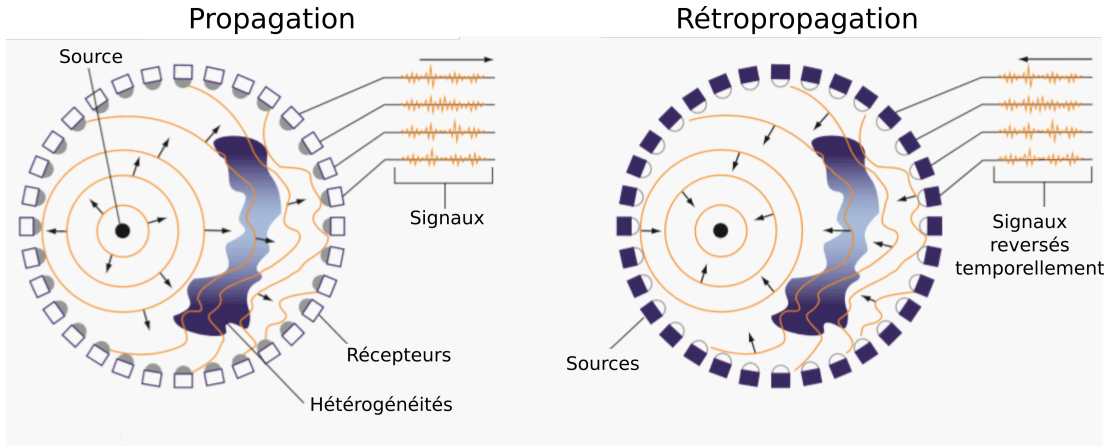 Propagation
Rétropropagation
Source
Signaux
Récepteurs
Hétérogénéités
Signaux
reversés
temporellement
Sources